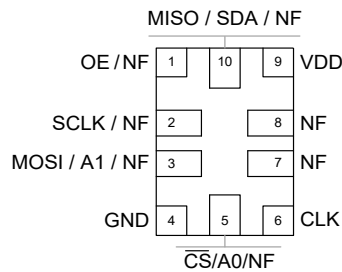 MISO / SDA / NF
OE / NF 1 10 9 VDD
SCLK / NF 2 8 NF
MOSI / A1 / NF 3 7 NF
GND 4 5 6 CLK
C̅S̅/A0/NF